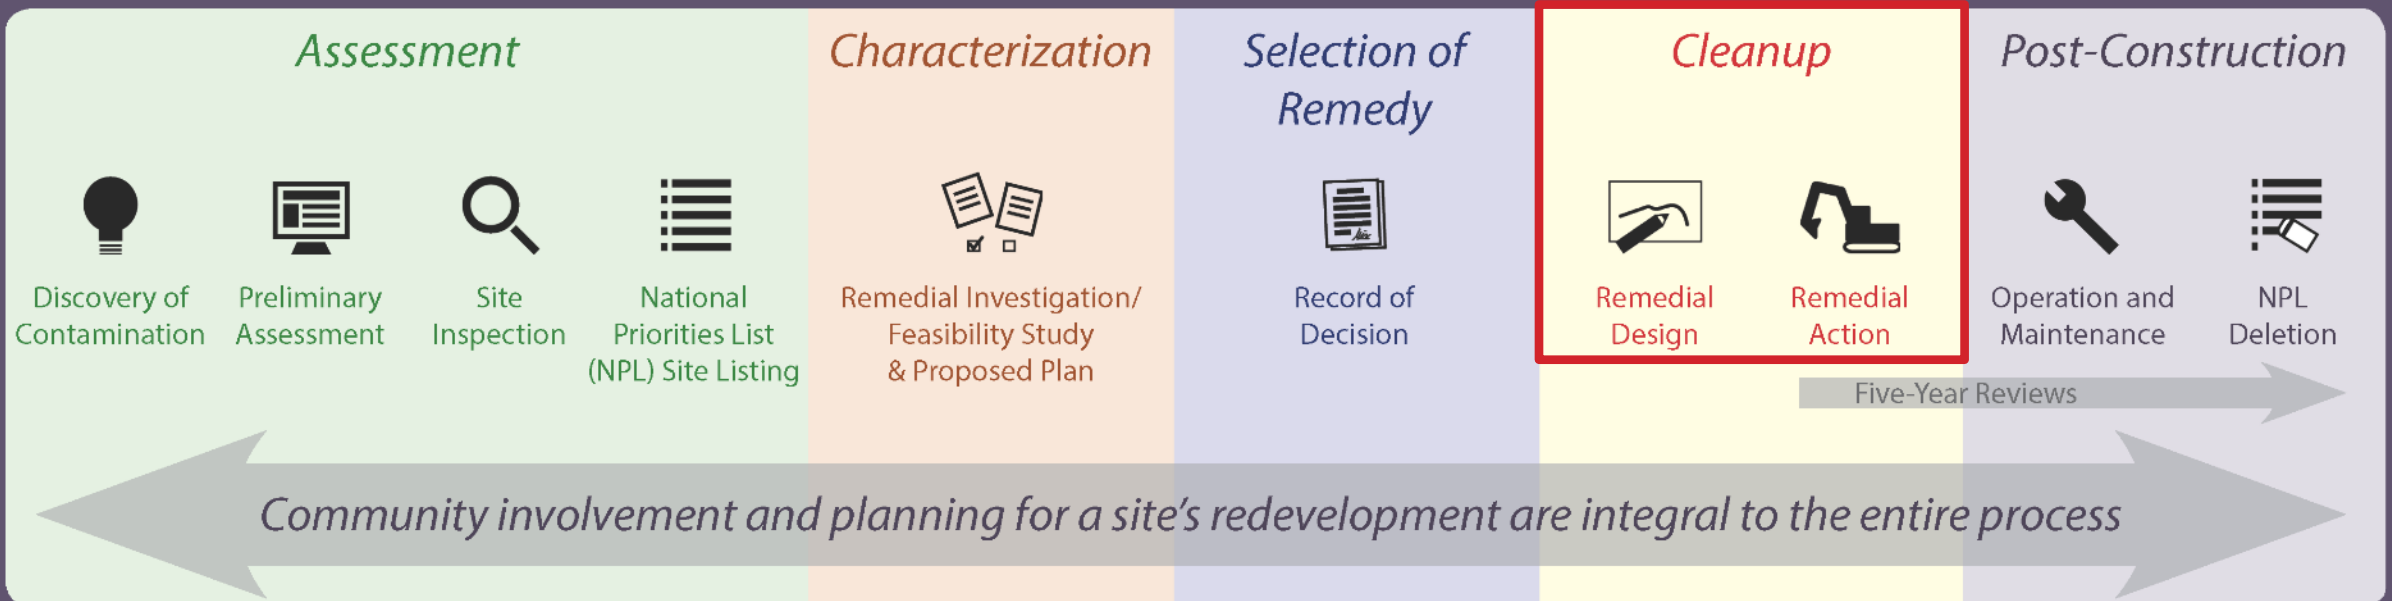 Assessment
Characterization
Selection of
Remedy
Cleanup
Post-Construction
Discovery of
Contamination
Preliminary
Assessment
Site
Inspection
National
Priorities List
(NPL) Site Listing
Remedial Investigation/
Feasibility Study
& Proposed Plan
Record of
Decision
Remedial
Design
Remedial
Action
Operation and
Maintenance
NPL
Deletion
Five-Year Reviews
Community involvement and planning for a site's redevelopment are integral to the entire process